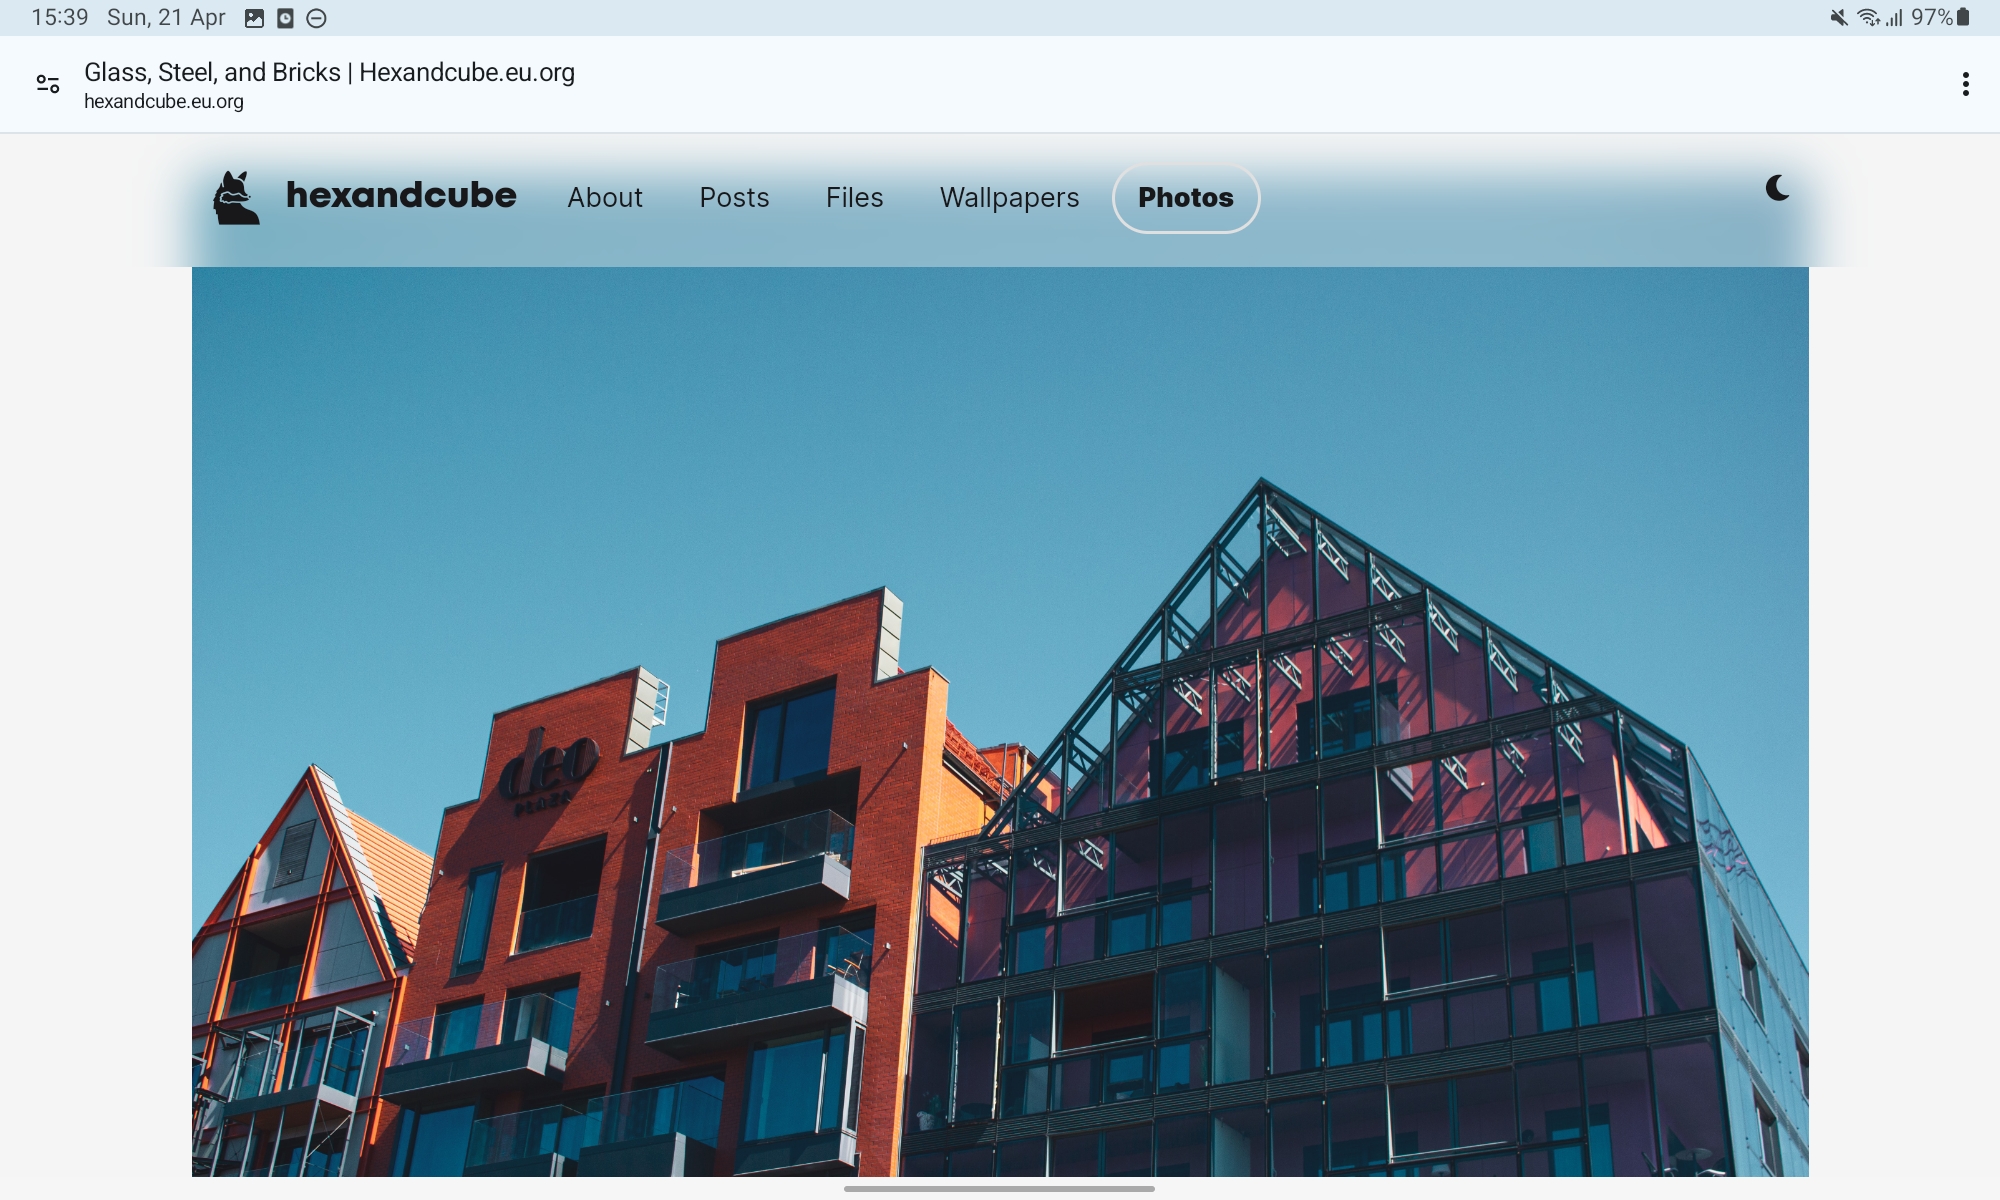 15:39 Sun, 21 Apr 97%
Glass, Steel, and Bricks | Hexandcube.eu.org
hexandcube.eu.org
hexandcube About Posts Files Wallpapers Photos
deo
PLAZA